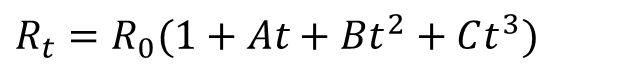 R_t = R_0(1 + At + Bt^2 + Ct^3)